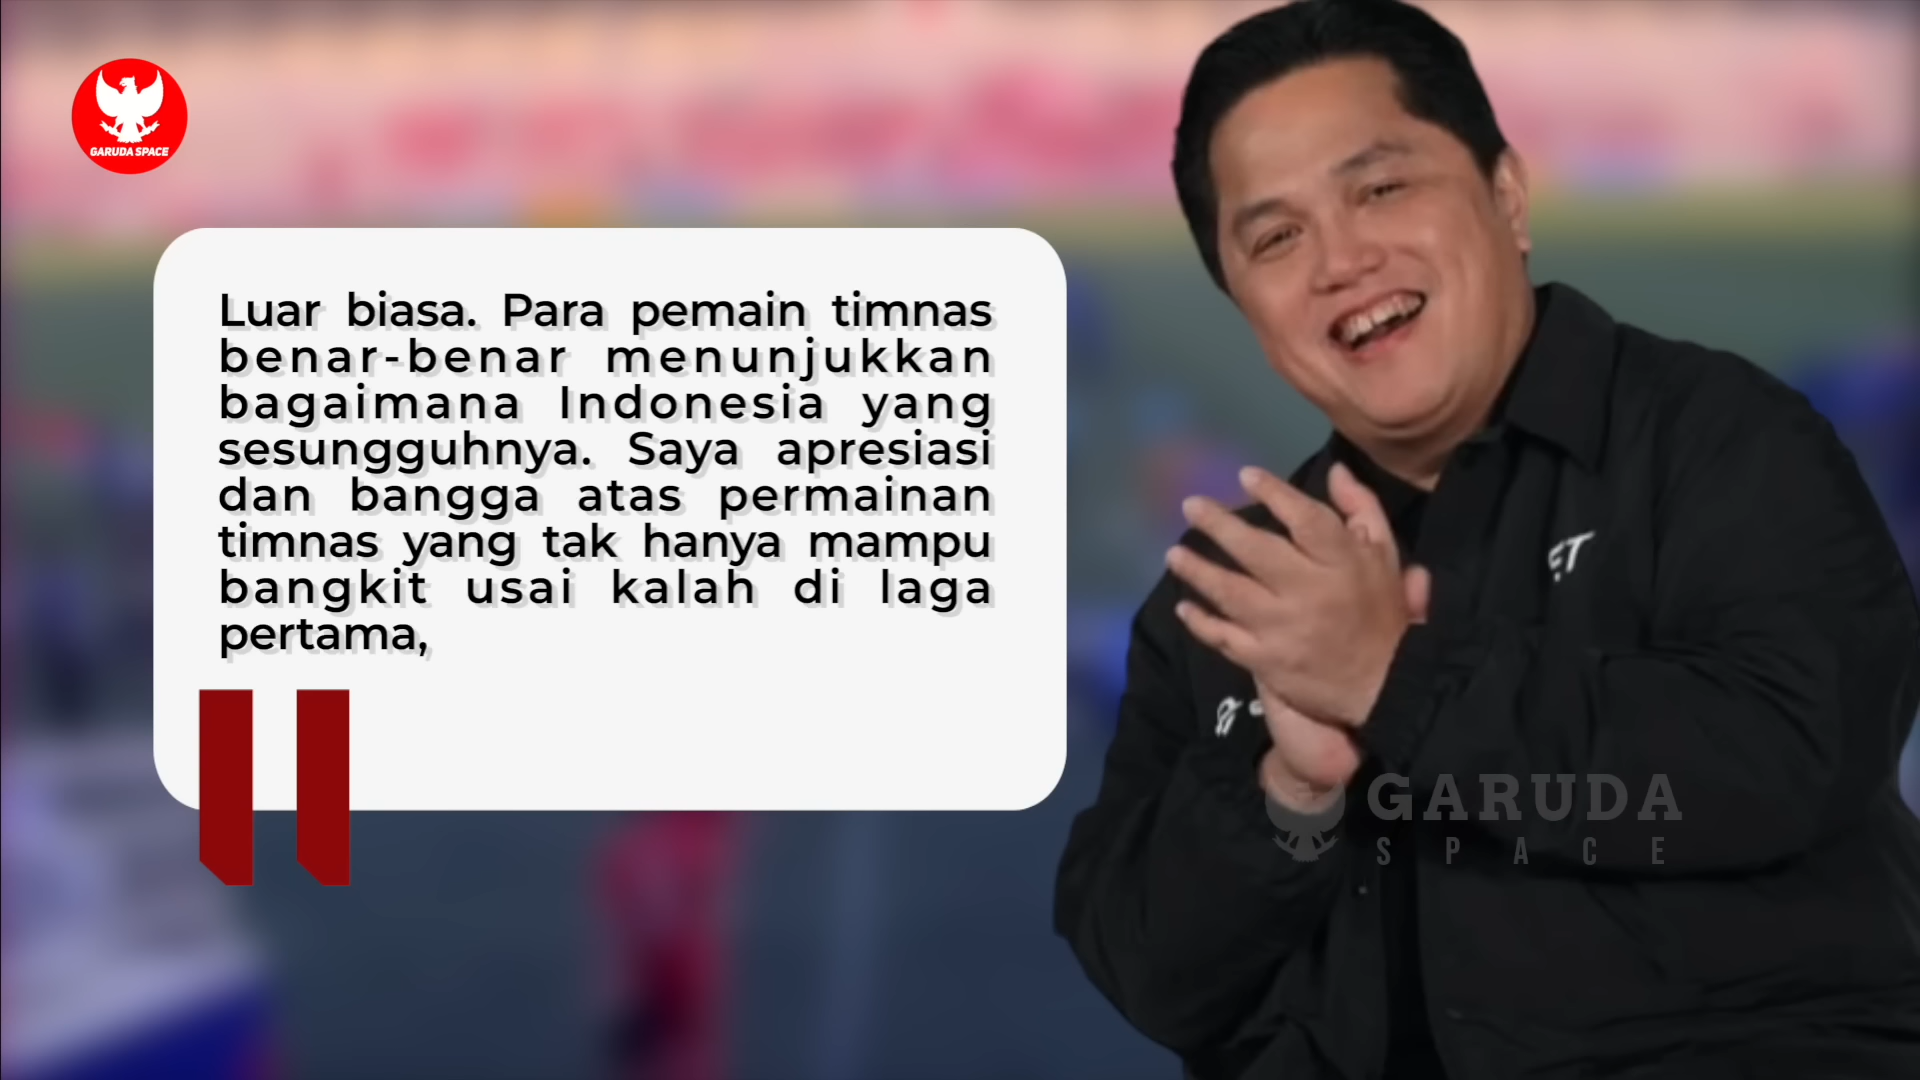 GARUDA SPACE
Luar biasa. Para pemain timnas
benar-benar menunjukkan
bagaimana Indonesia yang
sesungguhnya. Saya apresiasi
dan bangga atas permainan
timnas yang tak hanya mampu
bangkit usai kalah di laga
pertama,
ET
GARUDA
SPACE